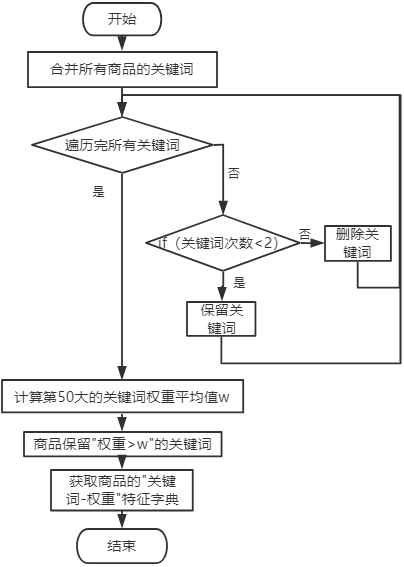 开始
合并所有商品的关键词
遍历完所有关键词
否
是
if（关键词次数<2）
否
删除关
键词
是
保留关
键词
计算第50大的关键词权重平均值w
商品保留"权重>w"的关键词
获取商品的"关键
词-权重"特征字典
结束